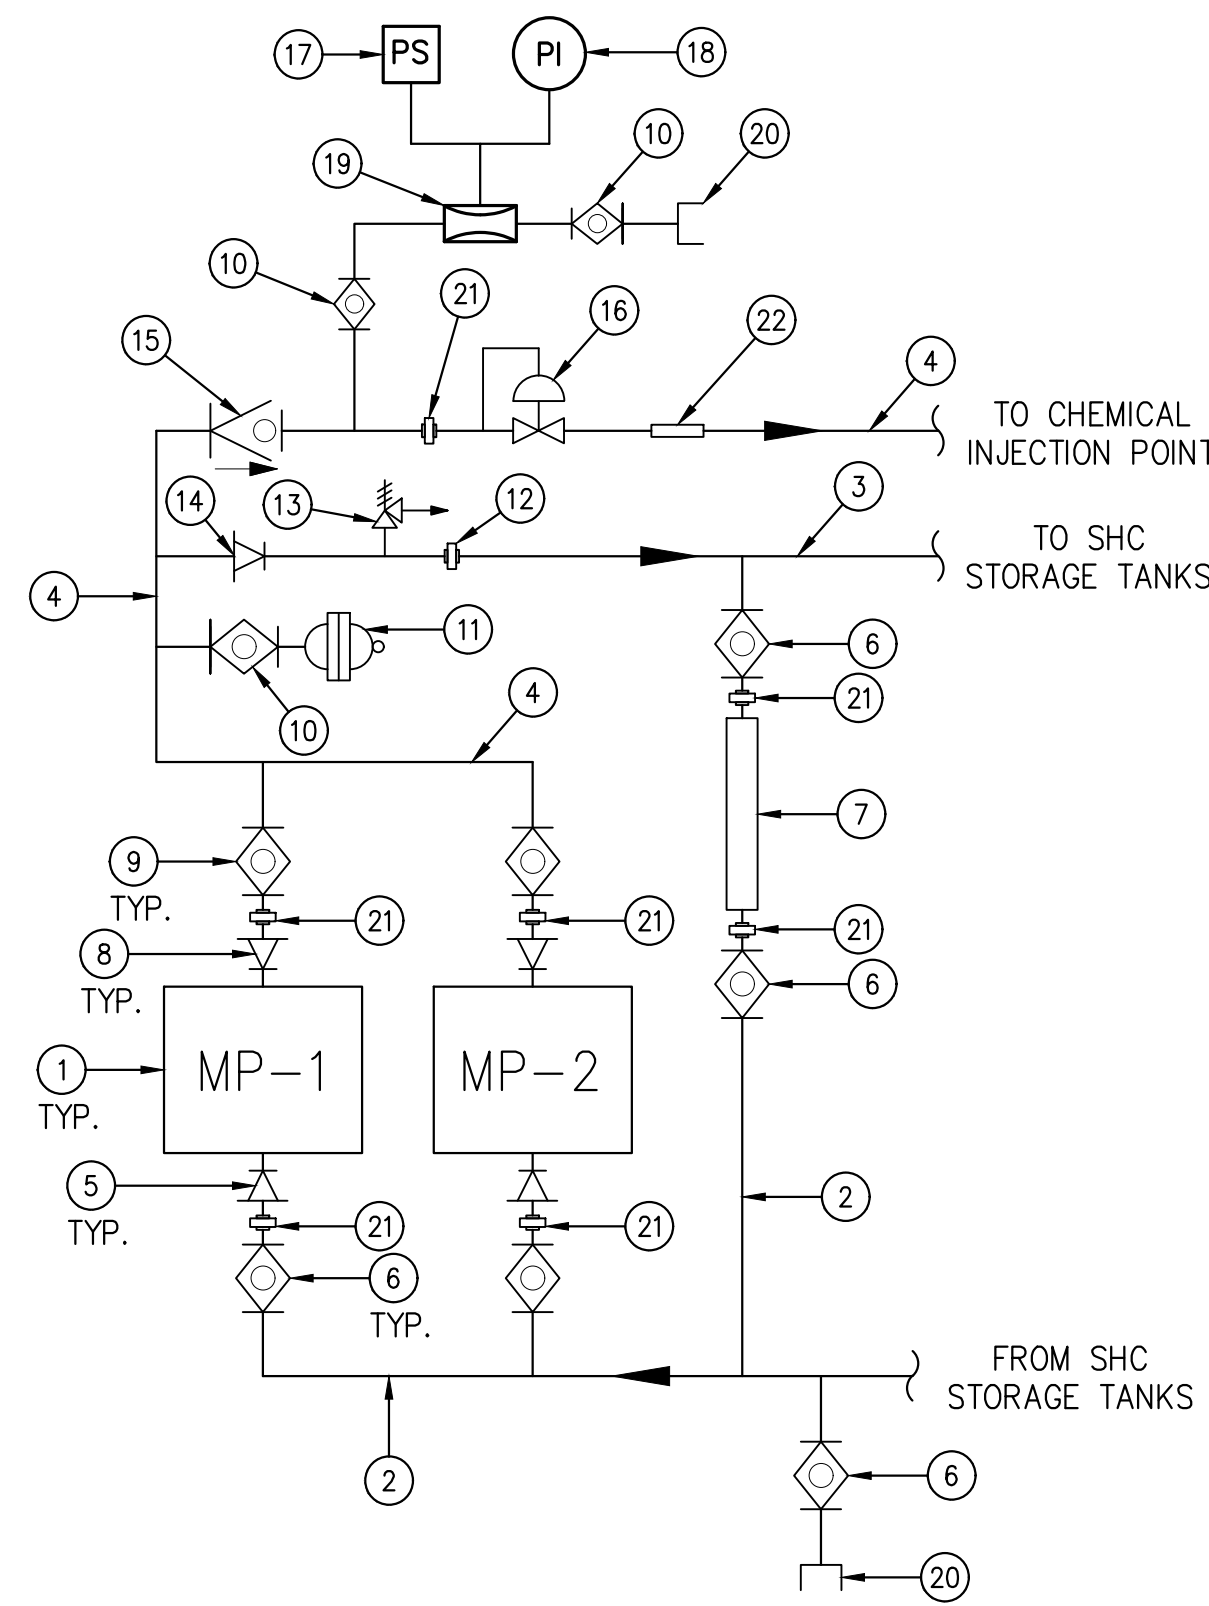 17
PS
PI
18
10
20
19
10
21
16
22
15
4
TO CHEMICAL
INJECTION POINT
14
13
12
3
TO SHC
STORAGE TANKS
4
11
6
10
4
21
7
9
TYP.
21
21
21
8
TYP.
6
1
TYP.
MP-1
MP-2
5
TYP.
2
21
21
6
TYP.
FROM SHC
STORAGE TANKS
2
6
20